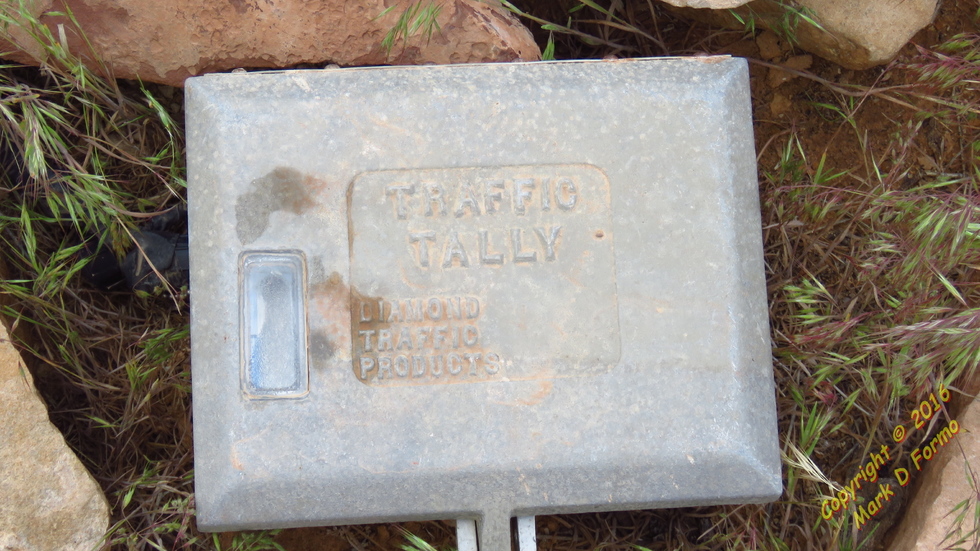 TRAFFIC
TALLY
DIAMOND
TRAFFIC
PRODUCTS
Copyright © 2016
Mark D Formo